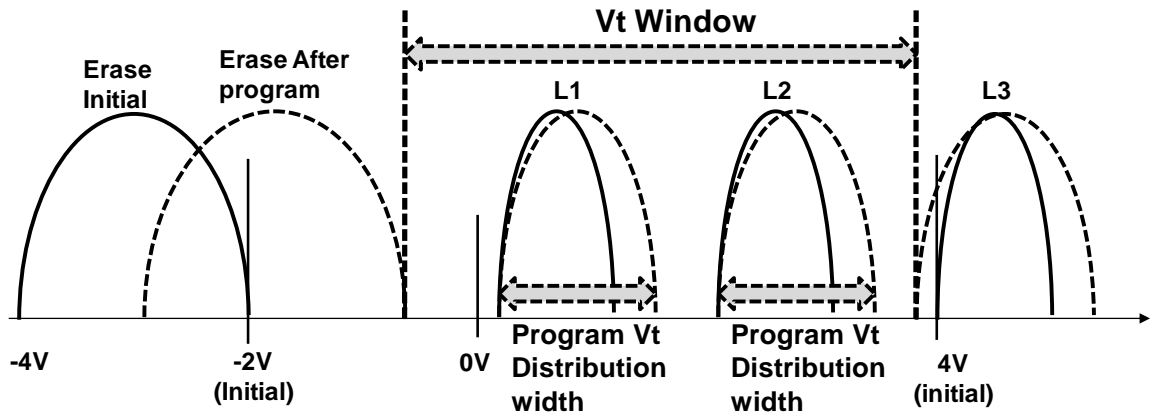 Vt Window
Erase
Initial
Erase After
program
L1
L2
L3
-4V
-2V
(Initial)
0V
Program Vt
Distribution
width
Program Vt
Distribution
width
4V
(initial)